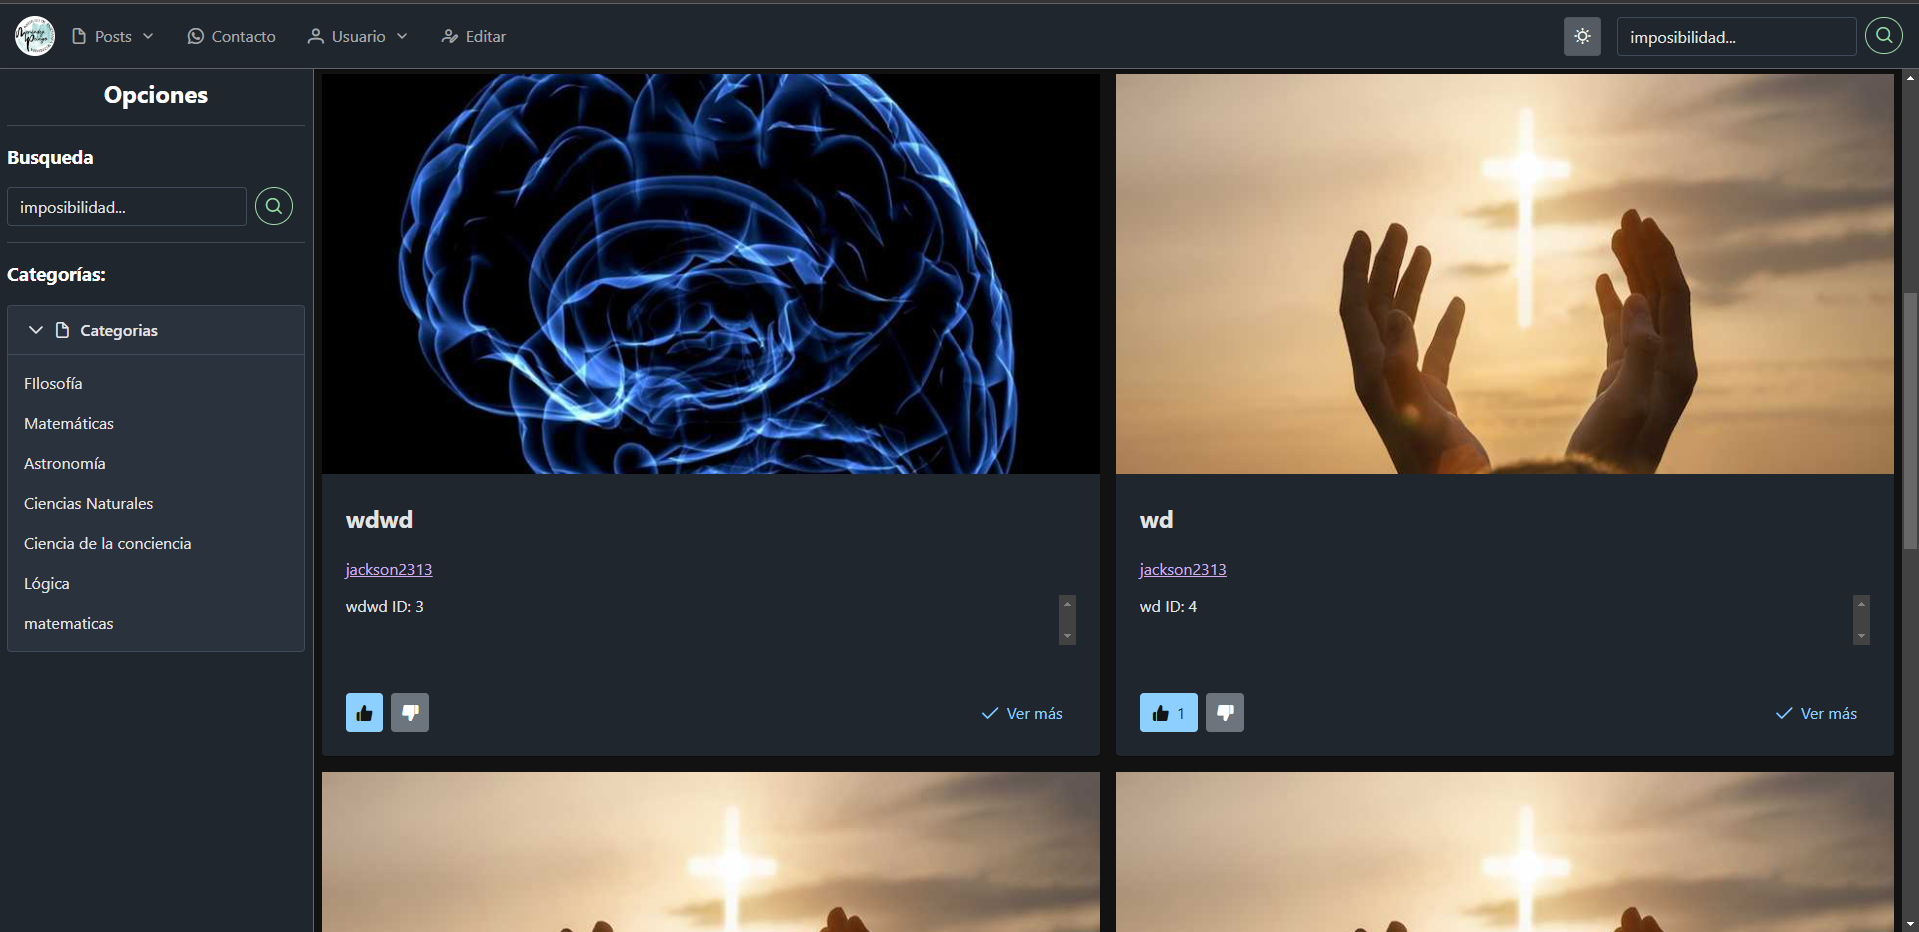 Posts
Contacto
Usuario
Editar
imposibilidad...
Opciones
Busqueda
imposibilidad...
Categorías:
Categorias
FIlosofía
Matemáticas
Astronomía
Ciencias Naturales
Ciencia de la conciencia
Lógica
matematicas
wdwd
jackson2313
wdwd ID: 3
Ver más
wd
jackson2313
wd ID: 4
1
Ver más